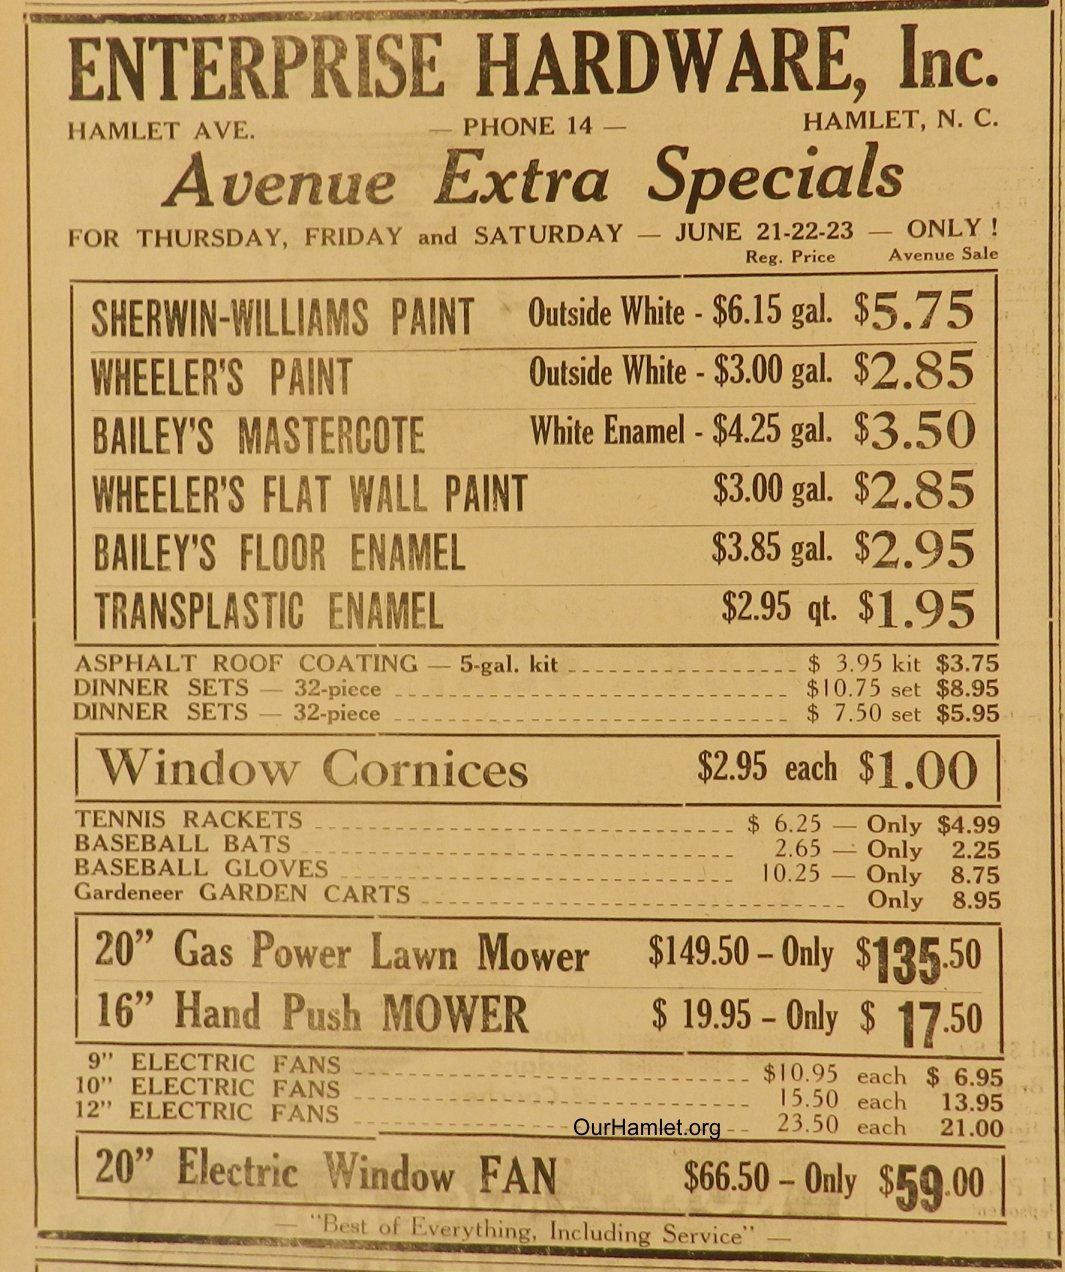 ENTERPRISE HARDWARE, Inc.
HAMLET AVE. — PHONE 14 — HAMLET, N. C.
Avenue Extra Specials
FOR THURSDAY, FRIDAY and SATURDAY — JUNE 21-22-23 — ONLY !
Reg. Price Avenue Sale
SHERWIN-WILLIAMS PAINT Outside White - $6.15 gal. $5.75
WHEELER'S PAINT Outside White - $3.00 gal. $2.85
BAILEY'S MASTERCOTE White Enamel - $4.25 gal. $3.50
WHEELER'S FLAT WALL PAINT $3.00 gal. $2.85
BAILEY'S FLOOR ENAMEL $3.85 gal. $2.95
TRANSPLASTIC ENAMEL $2.95 qt. $1.95
ASPHALT ROOF COATING — 5-gal. kit $ 3.95 kit $3.75
DINNER SETS — 32-piece $10.75 set $8.95
DINNER SETS — 32-piece $ 7.50 set $5.95
Window Cornices $2.95 each $1.00
TENNIS RACKETS $ 6.25 — Only $4.99
BASEBALL BATS 2.65 — Only 2.25
BASEBALL GLOVES 10.25 — Only 8.75
Gardeneer GARDEN CARTS Only 8.95
20" Gas Power Lawn Mower $149.50 – Only $135.50
16" Hand Push MOWER $ 19.95 – Only $ 17.50
9" ELECTRIC FANS $10.95 each $ 6.95
10" ELECTRIC FANS 15.50 each 13.95
12" ELECTRIC FANS 23.50 each 21.00
OurHamlet.org
20" Electric Window FAN $66.50 – Only $59.00
— "Best of Everything, Including Service" —